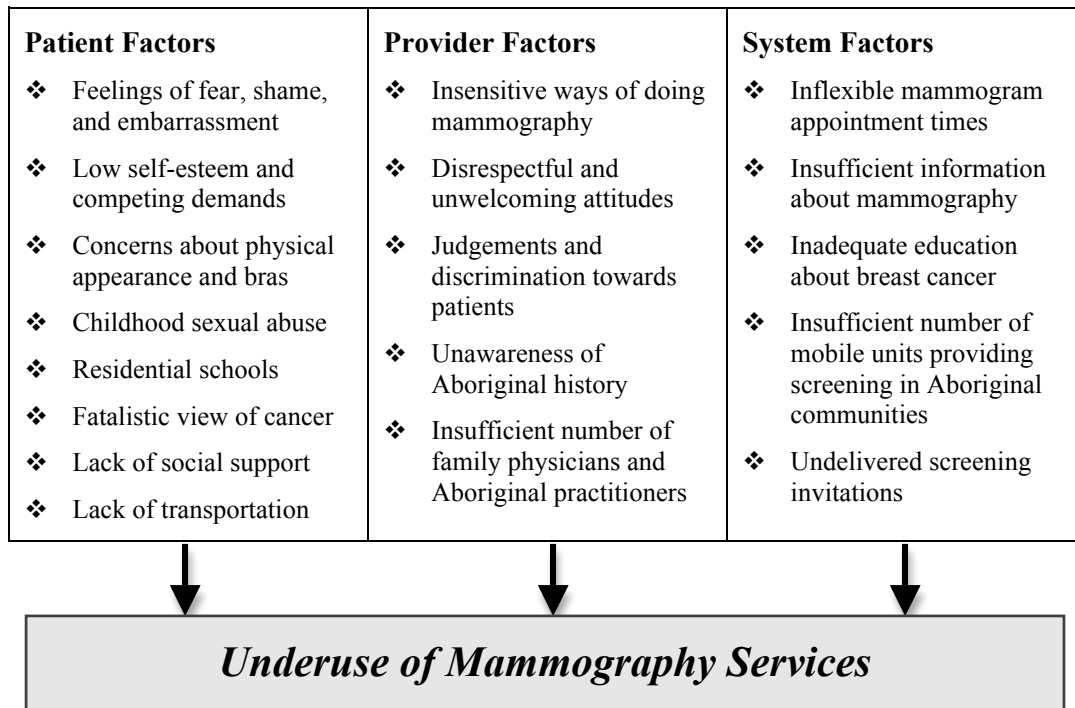 Patient Factors
❖ Feelings of fear, shame,
and embarrassment
❖ Low self-esteem and
competing demands
❖ Concerns about physical
appearance and bras
❖ Childhood sexual abuse
❖ Residential schools
❖ Fatalistic view of cancer
❖ Lack of social support
❖ Lack of transportation
Provider Factors
❖ Insensitive ways of doing
mammography
❖ Disrespectful and
unwelcoming attitudes
❖ Judgements and
discrimination towards
patients
❖ Unawareness of
Aboriginal history
❖ Insufficient number of
family physicians and
Aboriginal practitioners
System Factors
❖ Inflexible mammogram
appointment times
❖ Insufficient information
about mammography
❖ Inadequate education
about breast cancer
❖ Insufficient number of
mobile units providing
screening in Aboriginal
communities
❖ Undelivered screening
invitations
Underuse of Mammography Services